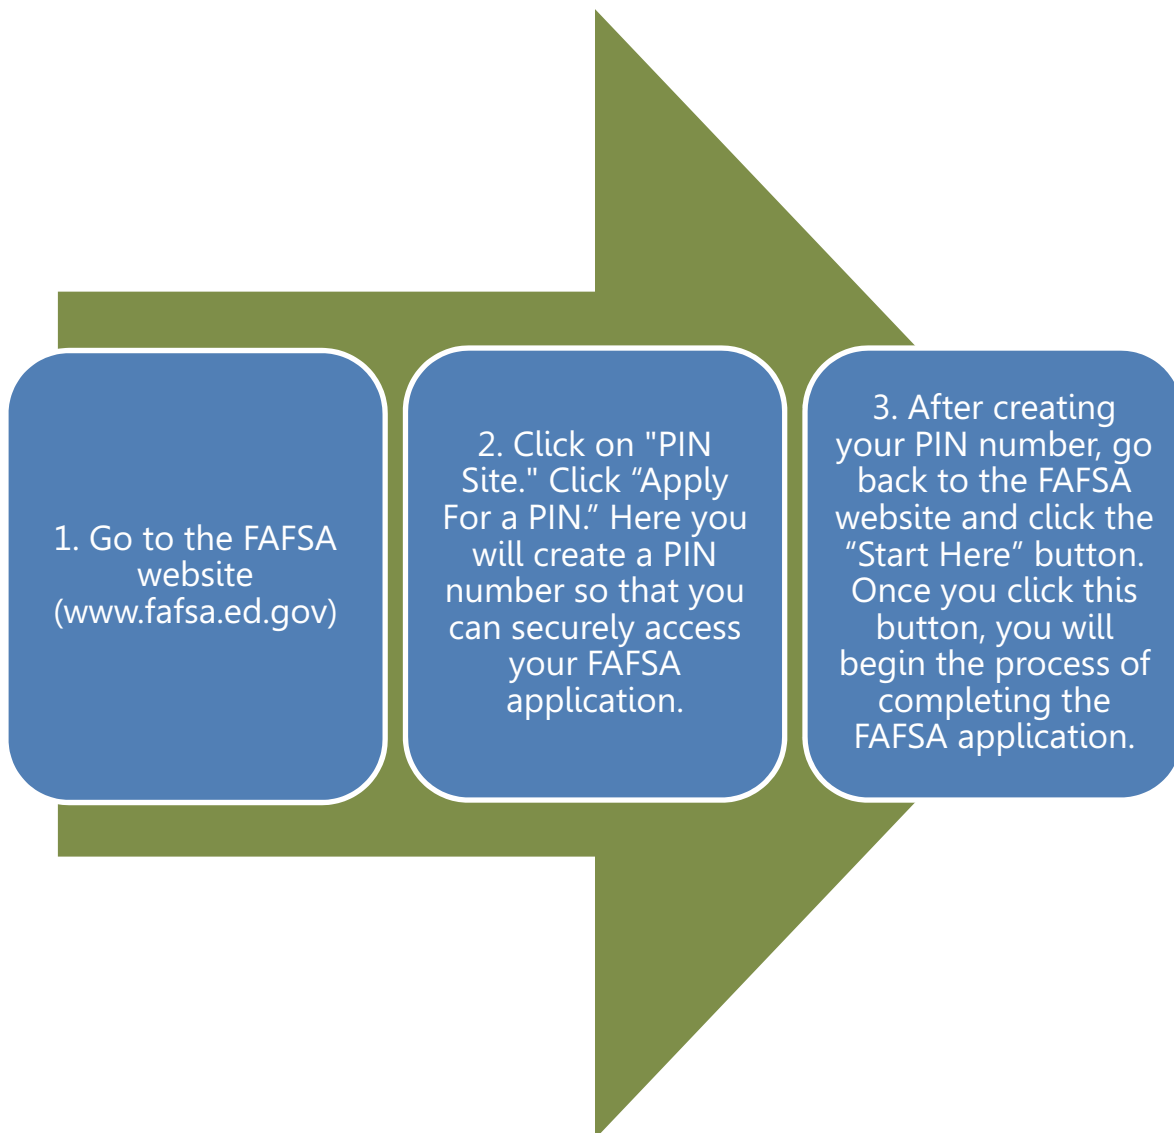 1. Go to the FAFSA
website
(www.fafsa.ed.gov)
2. Click on "PIN
Site." Click “Apply
For a PIN.” Here you
will create a PIN
number so that you
can securely access
your FAFSA
application.
3. After creating
your PIN number, go
back to the FAFSA
website and click the
“Start Here” button.
Once you click this
button, you will
begin the process of
completing the
FAFSA application.